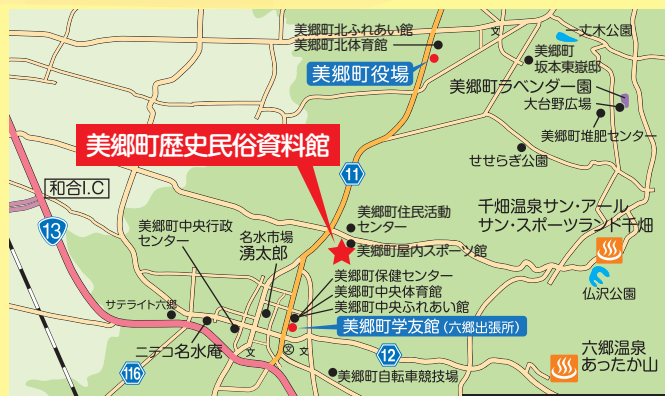 美郷町北ふれあい館
美郷町北体育館
文
一丈木公園
美郷町役場
美郷町
坂本東嶽邸
美郷町ラベンダー園
大台野広場
美郷町堆肥センター
せせらぎ公園
美郷町歴史民俗資料館
11
和合I.C
13
美郷町中央行政
センター
名水市場
湧太郎
美郷町住民活動
センター
美郷町屋内スポーツ館
千畑温泉サン・アール
サン・スポーツランド千畑
仏沢公園
美郷町保健センター
美郷町中央体育館
美郷町中央ふれあい館
サテライト六郷
美郷町学友館(六郷出張所)
ニテコ名水庵
文
文
文
12
116
美郷町自転車競技場
六郷温泉
あったか山